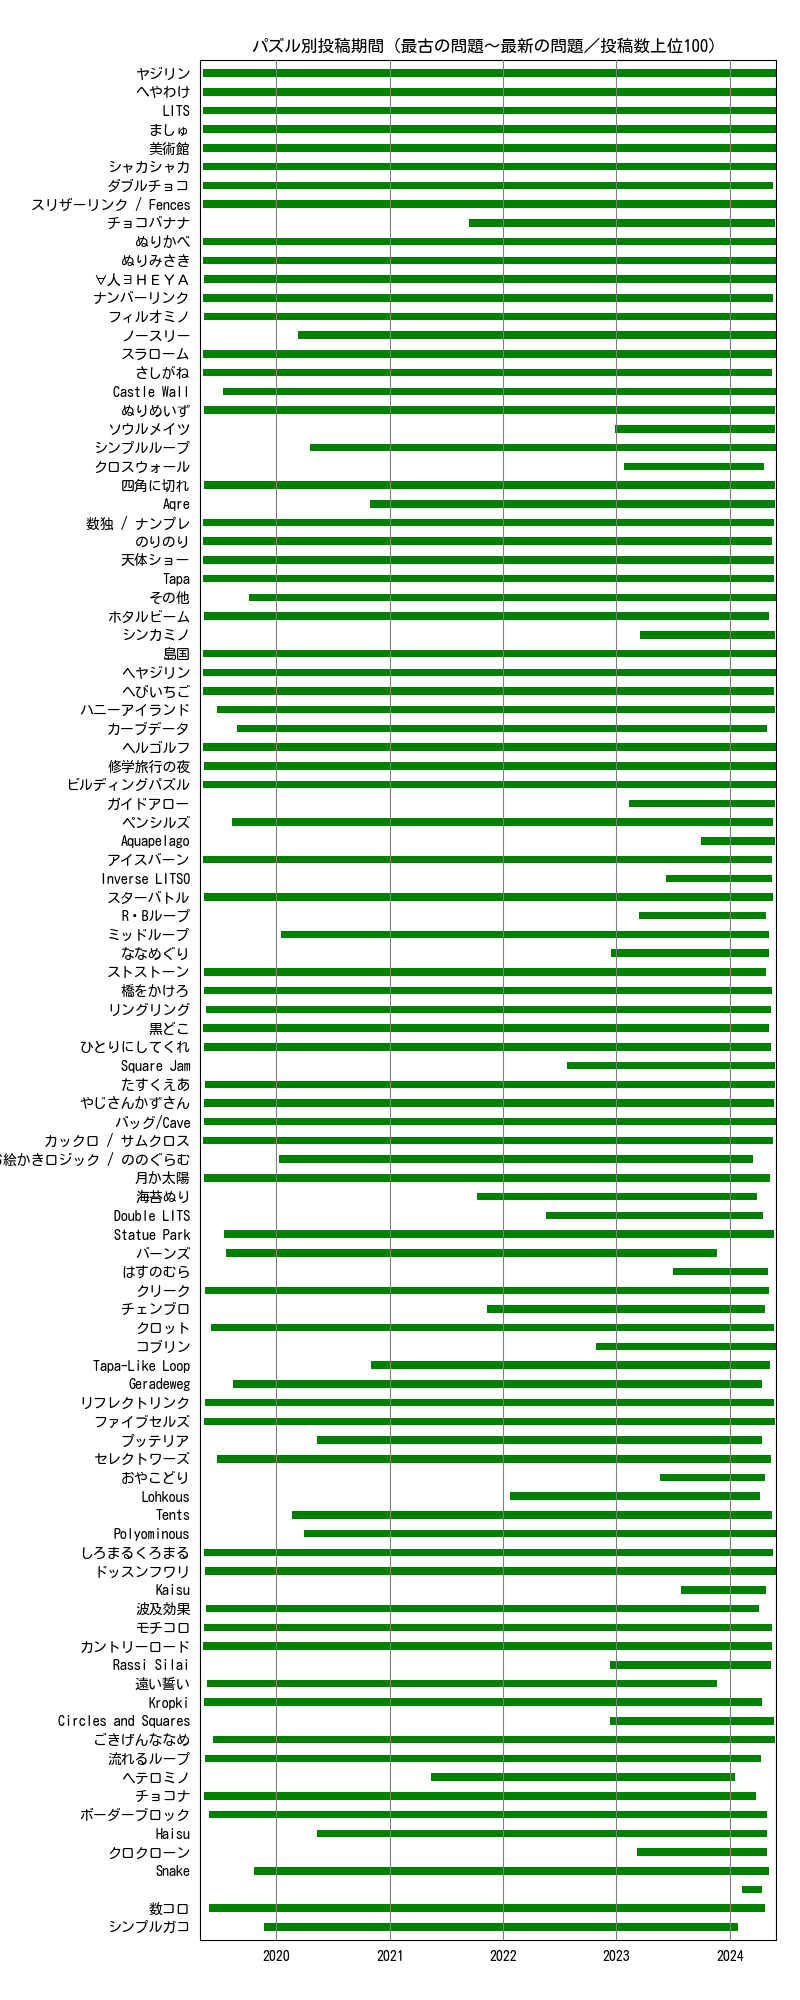 パズル別投稿期間（最古の問題～最新の問題／投稿数上位100）
ヤジリン
へやわけ
LITS
ましゅ
美術館
シャカシャカ
ダブルチョコ
スリザーリンク / Fences
チョコバナナ
ぬりかべ
ぬりみさき
∀人ヨＨＥＹＡ
ナンバーリンク
フィルオミノ
ノースリー
スラローム
さしがね
Castle Wall
ぬりめいず
ソウルメイツ
シンプルループ
クロスウォール
四角に切れ
Aqre
数独 / ナンプレ
のりのり
天体ショー
Tapa
その他
ホタルビーム
シンカミノ
島国
ヘヤジリン
へびいちご
ハニーアイランド
カーブデータ
ヘルゴルフ
修学旅行の夜
ビルディングパズル
ガイドアロー
ペンシルズ
Aquapelago
アイスバーン
Inverse LITSO
スターバトル
R・Bループ
ミッドループ
ななめぐり
ストストーン
橋をかけろ
リングリング
黒どこ
ひとりにしてくれ
Square Jam
たすくえあ
やじさんかずさん
バッグ/Cave
カックロ / サムクロス
絵かきロジック / ののぐらむ
月か太陽
海苔ぬり
Double LITS
Statue Park
バーンズ
はすのむら
クリーク
チェンブロ
クロット
コブリン
Tapa-Like Loop
Geradeweg
リフレクトリンク
ファイブセルズ
プッテリア
セレクトワーズ
おやこどり
Lohkous
Tents
Polyominous
しろまるくろまる
ドッスンフワリ
Kaisu
波及効果
モチコロ
カントリーロード
Rassi Silai
遠い誓い
Kropki
Circles and Squares
ごきげんななめ
流れるループ
ヘテロミノ
チョコナ
ボーダーブロック
Haisu
クロクローン
Snake
数コロ
シンプルガコ
2020 2021 2022 2023 2024